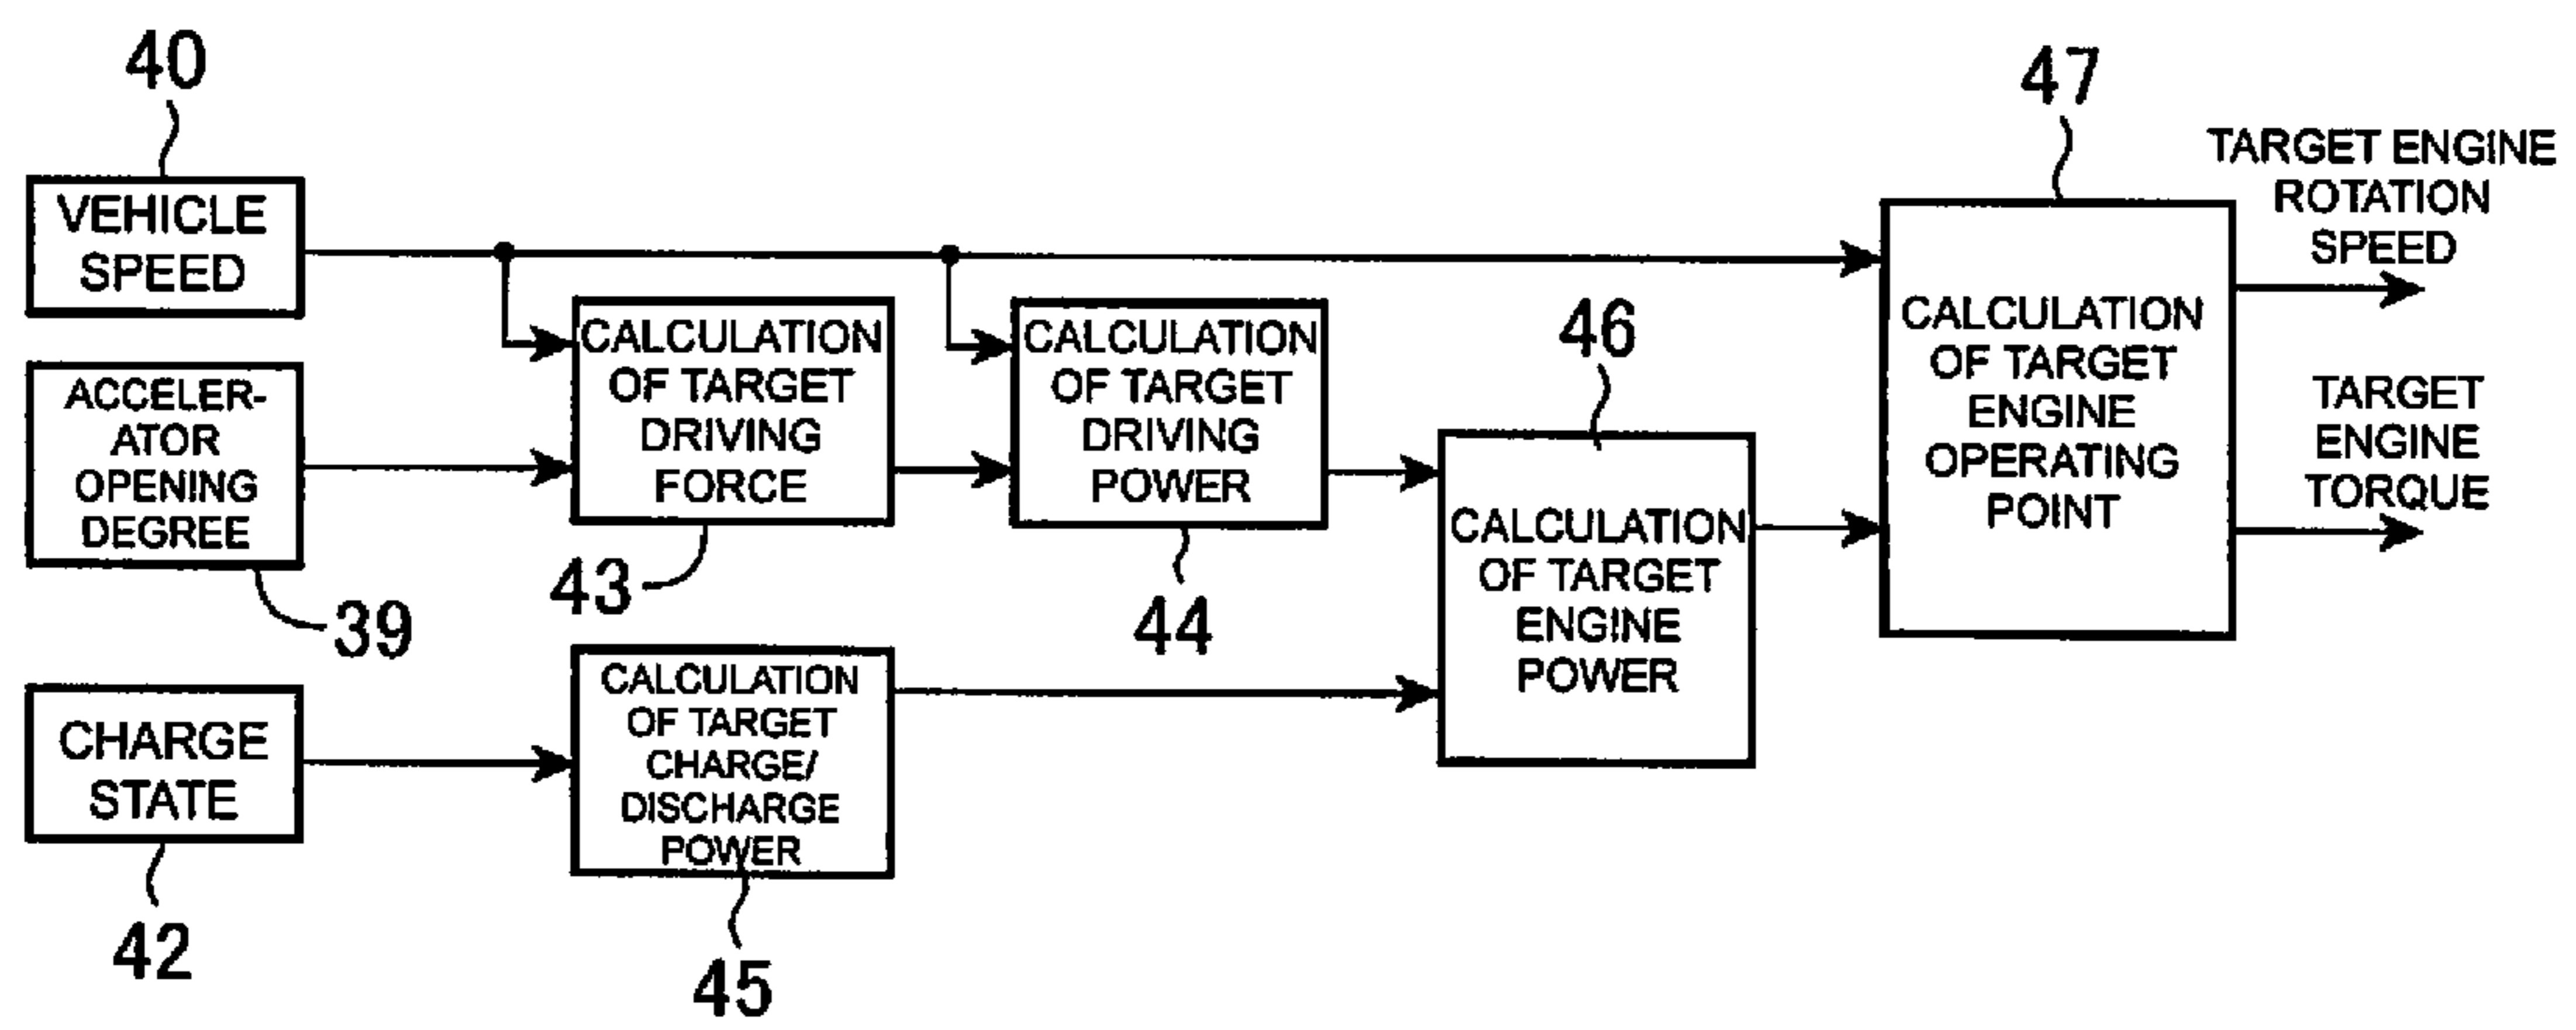 40
VEHICLE
SPEED
ACCELER-
ATOR
OPENING
DEGREE
39
CHARGE
STATE
42
CALCULATION
OF TARGET
DRIVING
FORCE
43
CALCULATION
OF TARGET
DRIVING
POWER
44
CALCULATION
OF TARGET
CHARGE/
DISCHARGE
POWER
45
46
CALCULATION
OF TARGET
ENGINE
POWER
47
CALCULATION
OF TARGET
ENGINE
OPERATING
POINT
TARGET ENGINE
ROTATION
SPEED
TARGET
ENGINE
TORQUE